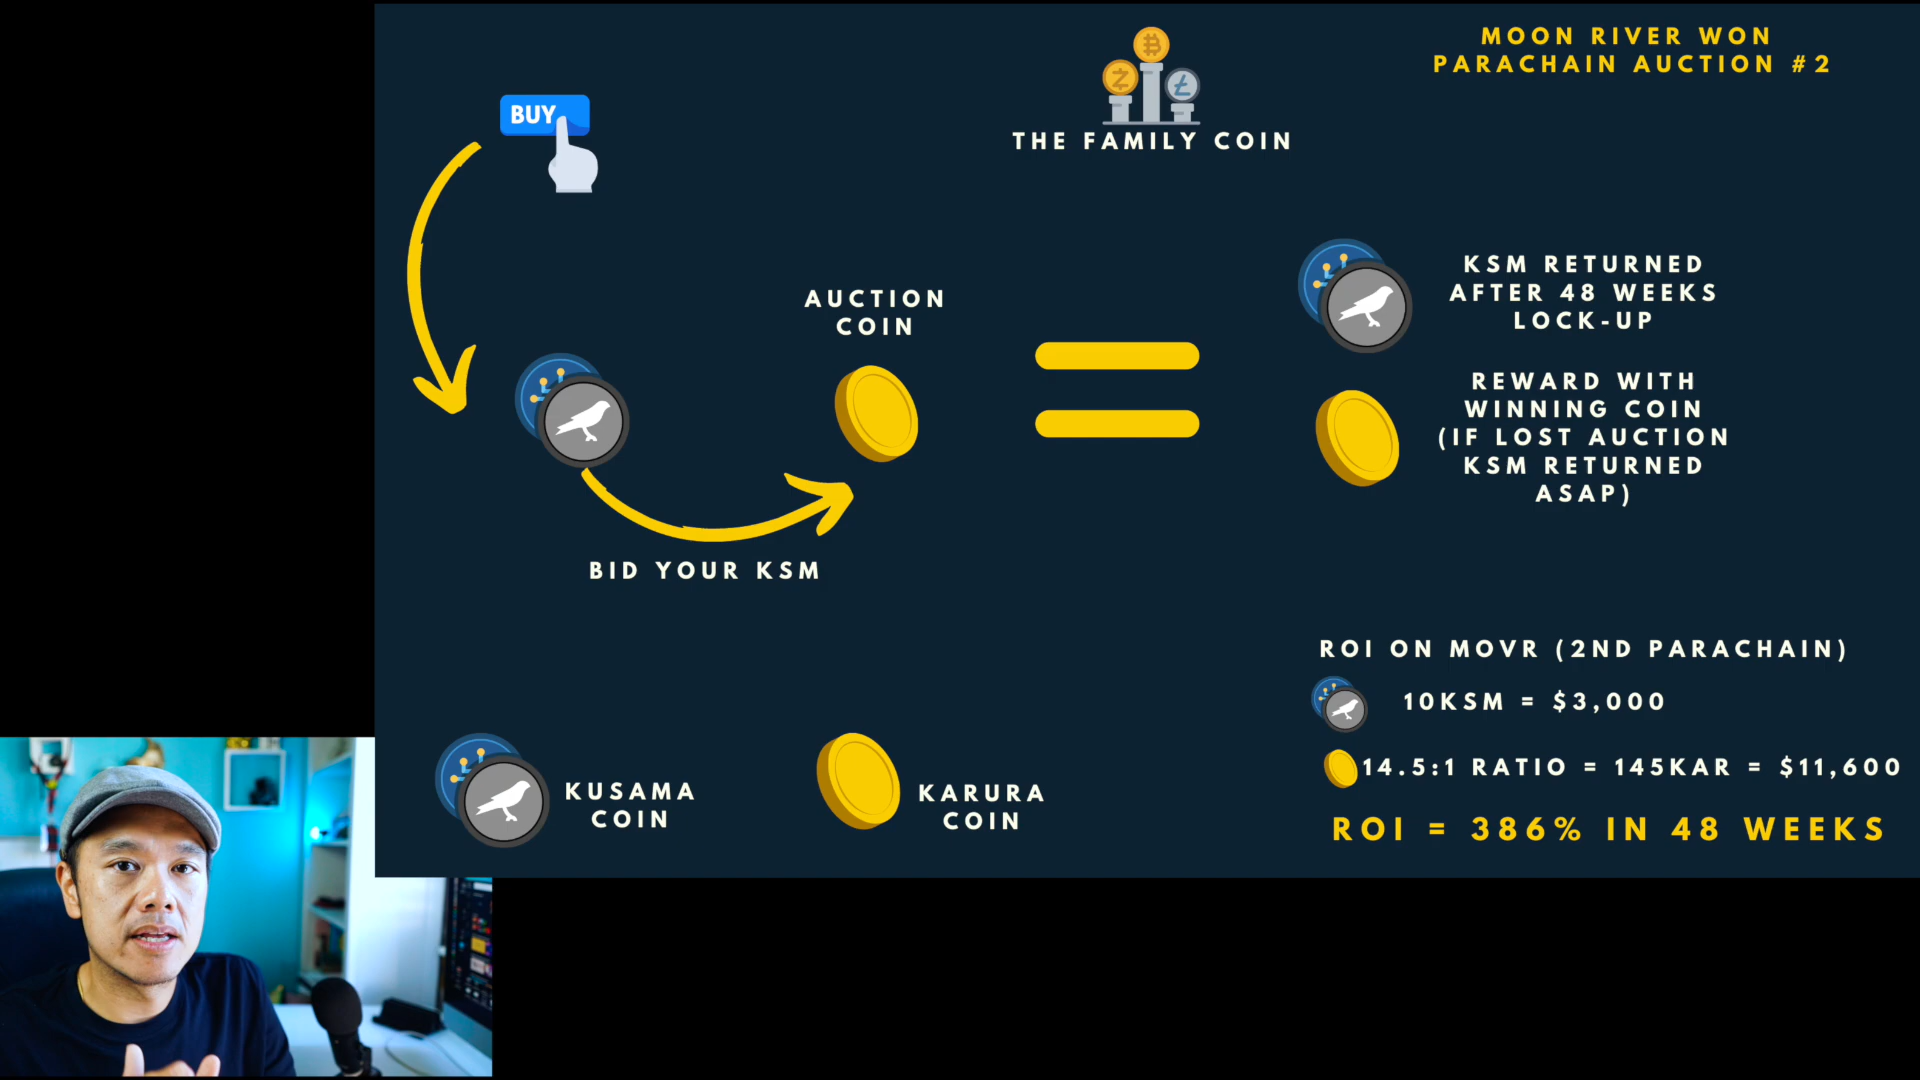 MOON RIVER WON
PARACHAIN AUCTION #2
BUY
THE FAMILY COIN
AUCTION
COIN
KSM RETURNED
AFTER 48 WEEKS
LOCK-UP
REWARD WITH
WINNING COIN
(IF LOST AUCTION
KSM RETURNED
ASAP)
BID YOUR KSM
ROI ON MOVR (2ND PARACHAIN)
10KSM = $3,000
14.5:1 RATIO = 145KAR = $11,600
ROI = 386% IN 48 WEEKS
KUSAMA
COIN
KARURA
COIN